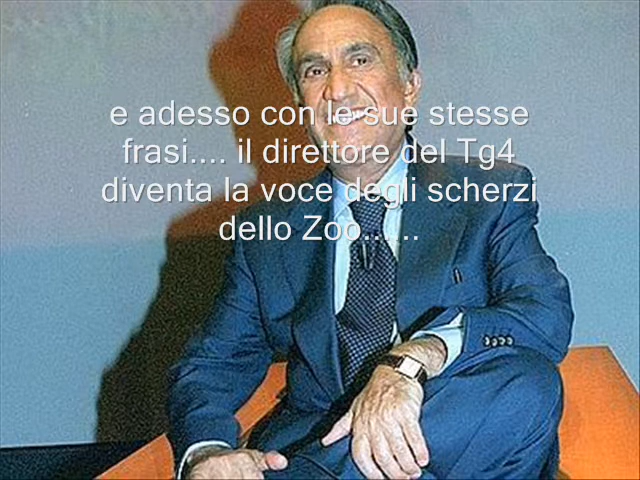 e adesso con le sue stesse
frasi.... il direttore del Tg4
diventa la voce degli scherzi
dello Zoo......